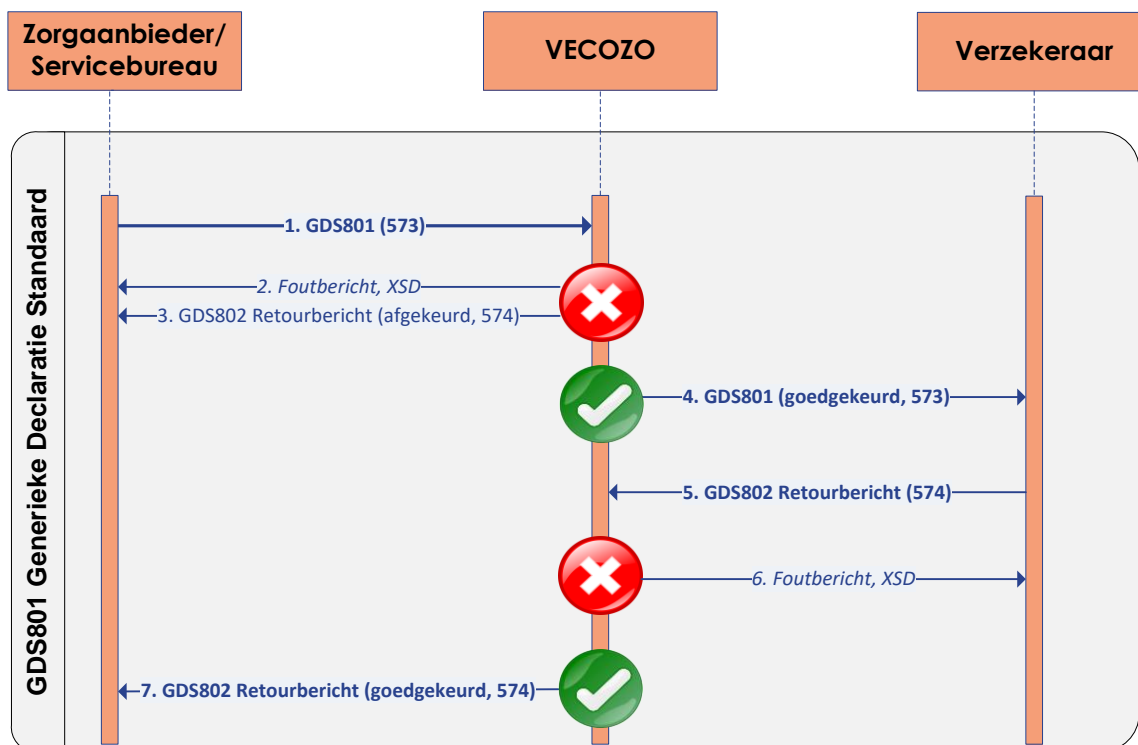 Zorgaanbieder/
Servicebureau
VECOZO
Verzekeraar
GDS801 Generieke Declaratie Standaard
1. GDS801 (573)
2. Foutbericht, XSD
3. GDS802 Retourbericht (afgekeurd, 574)
4. GDS801 (goedgekeurd, 573)
5. GDS802 Retourbericht (574)
6. Foutbericht, XSD
7. GDS802 Retourbericht (goedgekeurd, 574)